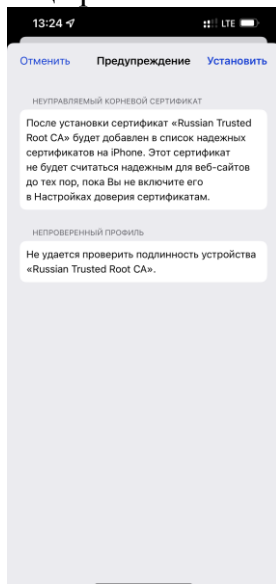 13:24 LTE
Отменить Предупреждение Установить
НЕУПРАВЛЯЕМЫЙ КОРНЕВОЙ СЕРТИФИКАТ
После установки сертификат «Russian Trusted
Root CA» будет добавлен в список надежных
сертификатов на iPhone. Этот сертификат
не будет считаться надежным для веб-сайтов
до тех пор, пока Вы не включите его
в Настройках доверия сертификатам.
НЕПРОВЕРЕННЫЙ ПРОФИЛЬ
Не удается проверить подлинность устройства
«Russian Trusted Root CA».